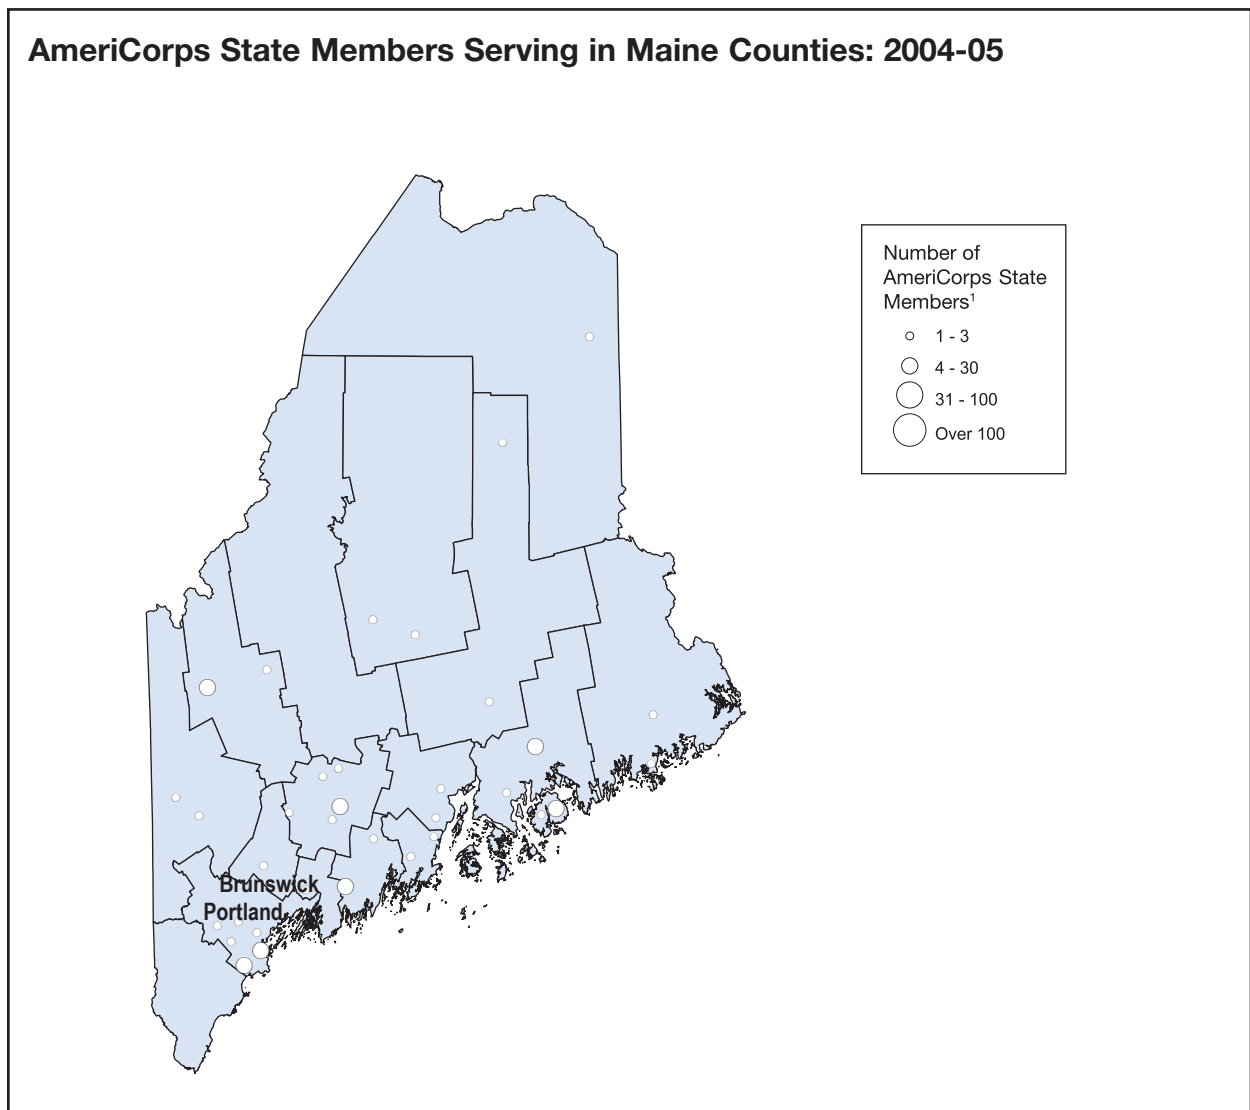 AmeriCorps State Members Serving in Maine Counties: 2004-05
Number of
AmeriCorps State
Members¹
1 - 3
4 - 30
31 - 100
Over 100
Brunswick
Portland